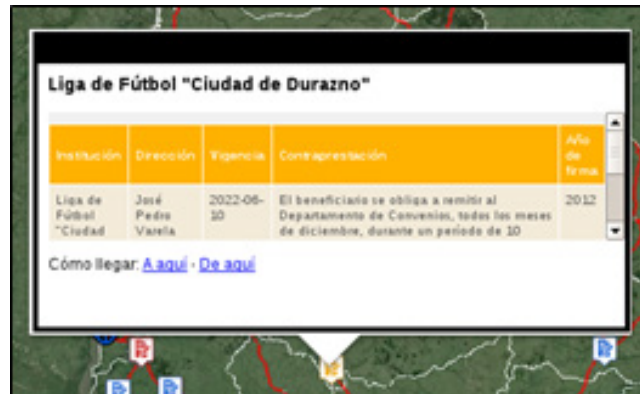 Liga de Fútbol "Ciudad de Durazno"
Institución Dirección Vigencia Contraprestación Año de firma
Liga de Fútbol "Ciudad
José Pedro Varela
2022-06-10
El beneficiario se obliga a remitir al
Departamento de Convenios, todos los meses
de diciembre, durante un período de 10
2012
Cómo llegar: A aquí - De aquí